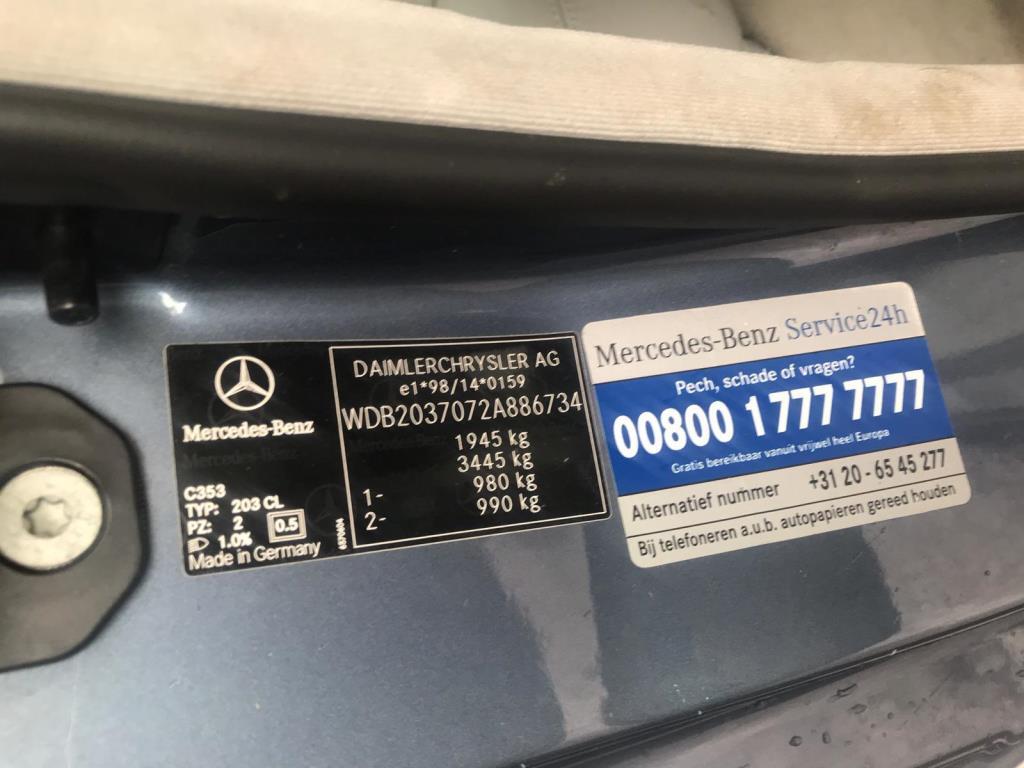 Mercedes-Benz
C353
TYP: 203 CL
PZ: 2
0.5
1.0%
Made in Germany
DAIMLERCHRYSLER AG
e1*98/14*0159
WDB2037072A886734
1945 kg
3445 kg
1- 980 kg
2- 990 kg
Mercedes-Benz Service24h
Pech, schade of vragen?
00800 1 777 7777
Gratis bereikbaar vanuit vrijwel heel Europa
Alternatief nummer +31 20 - 65 45 277
Bij telefoneren a.u.b. autopapieren gereed houden